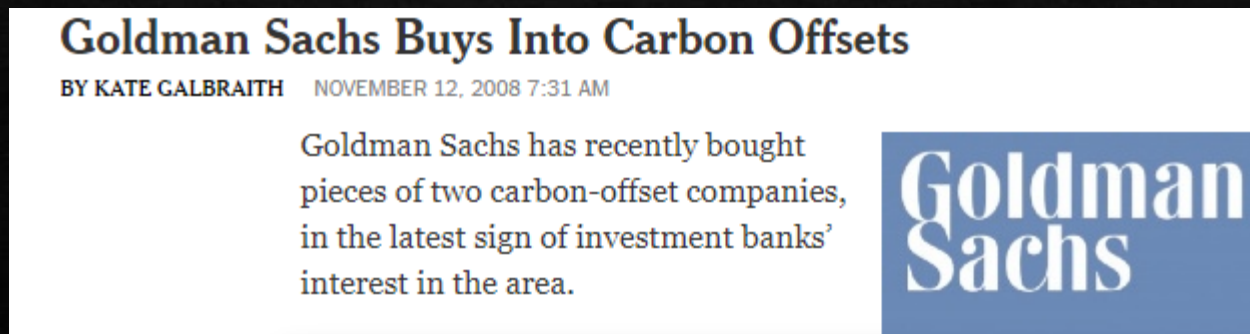 Goldman Sachs Buys Into Carbon Offsets
BY KATE GALBRAITH NOVEMBER 12, 2008 7:31 AM
Goldman Sachs has recently bought
pieces of two carbon-offset companies,
in the latest sign of investment banks’
interest in the area.
Goldman
Sachs